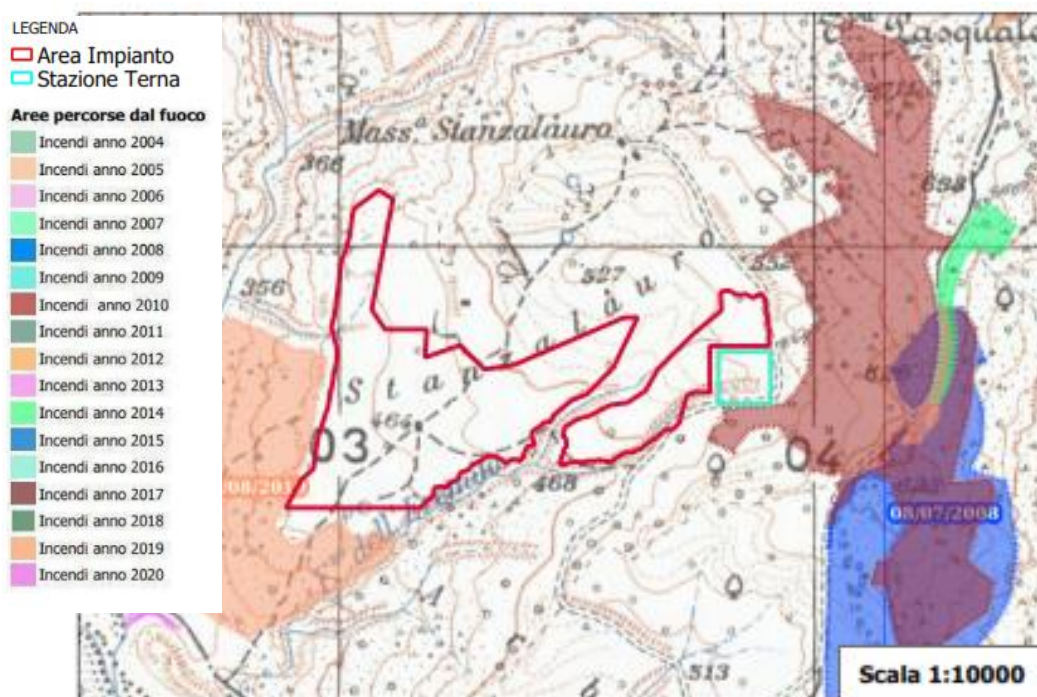 LEGENDA
Area Impianto
Stazione Terna
Aree percorse dal fuoco
Incendi anno 2004
Incendi anno 2005
Incendi anno 2006
Incendi anno 2007
Incendi anno 2008
Incendi anno 2009
Incendi anno 2010
Incendi anno 2011
Incendi anno 2012
Incendi anno 2013
Incendi anno 2014
Incendi anno 2015
Incendi anno 2016
Incendi anno 2017
Incendi anno 2018
Incendi anno 2019
Incendi anno 2020
Mass.ª Stanzaláuro
366
356
527
532
464
03
04
468
08/07/2008
513
Scala 1:10000